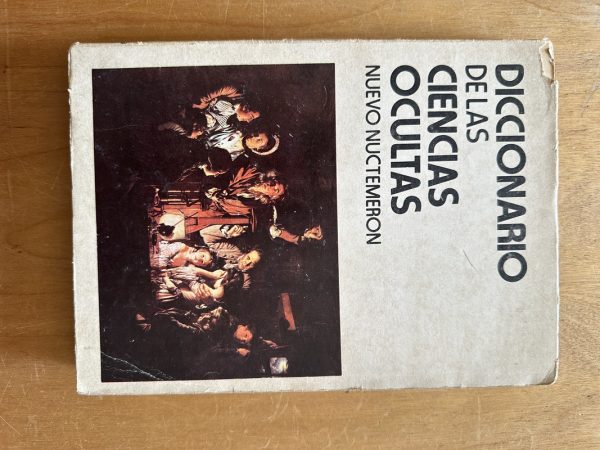 DICCIONARIO
DE LAS
CIENCIAS
OCULTAS
NUEVO NUCTEMERON